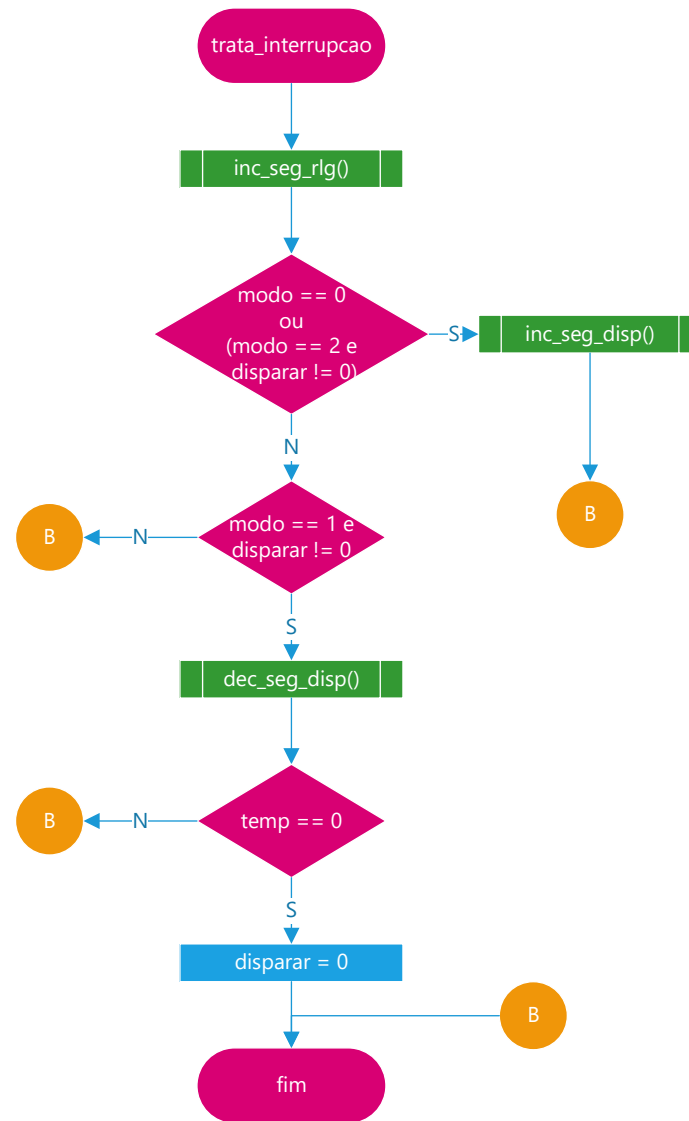 trata_interrupcao
inc_seg_rlg()
modo == 0
ou
(modo == 2 e
disparar != 0)
S
inc_seg_disp()
N
B
modo == 1 e
disparar != 0
N
B
S
dec_seg_disp()
temp == 0
N
B
S
disparar = 0
B
fim